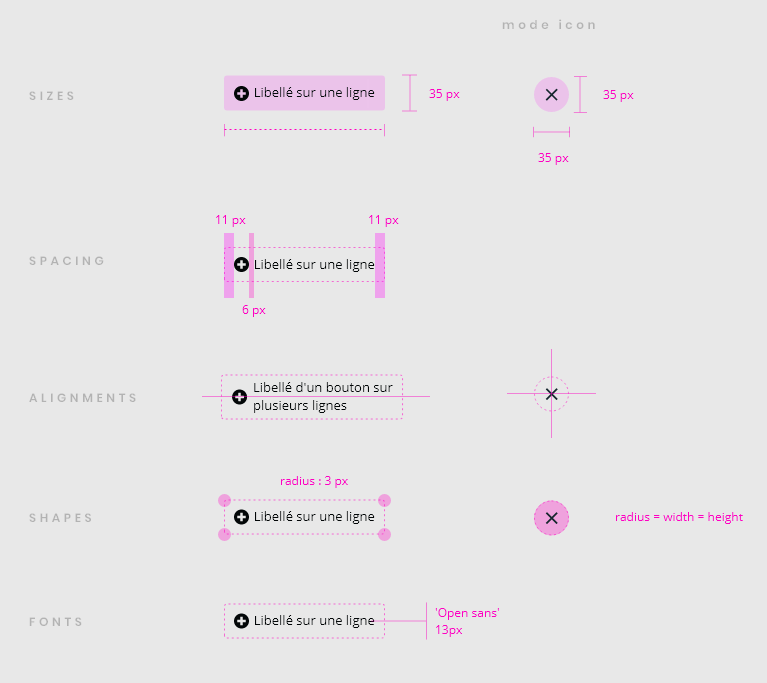 mode icon
SIZES
Libellé sur une ligne
35 px
35 px
35 px
11 px
11 px
SPACING
Libellé sur une ligne
6 px
ALIGNMENTS
Libellé d'un bouton sur
plusieurs lignes
radius : 3 px
SHAPES
Libellé sur une ligne
radius = width = height
FONTS
Libellé sur une ligne
'Open sans'
13px